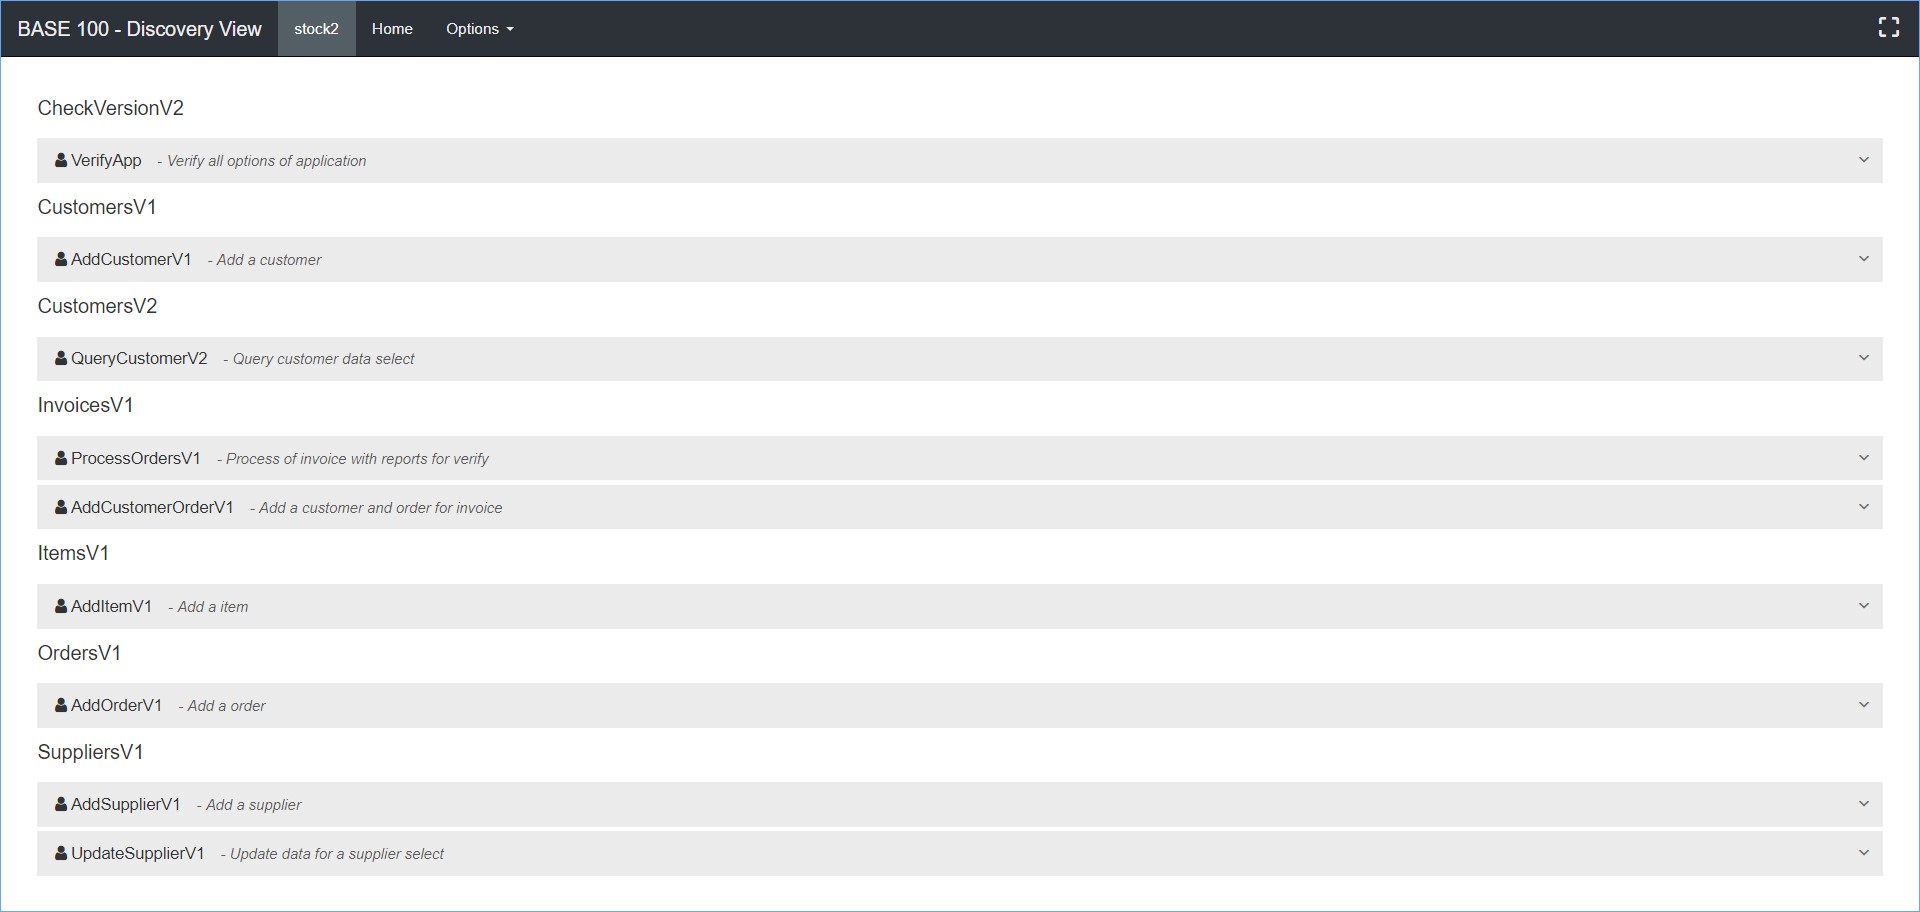 BASE 100 - Discovery View stock2 Home Options
CheckVersionV2
VerifyApp - Verify all options of application
CustomersV1
AddCustomerV1 - Add a customer
CustomersV2
QueryCustomerV2 - Query customer data select
InvoicesV1
ProcessOrdersV1 - Process of invoice with reports for verify
AddCustomerOrderV1 - Add a customer and order for invoice
ItemsV1
AddItemV1 - Add a item
OrdersV1
AddOrderV1 - Add a order
SuppliersV1
AddSupplierV1 - Add a supplier
UpdateSupplierV1 - Update data for a supplier select